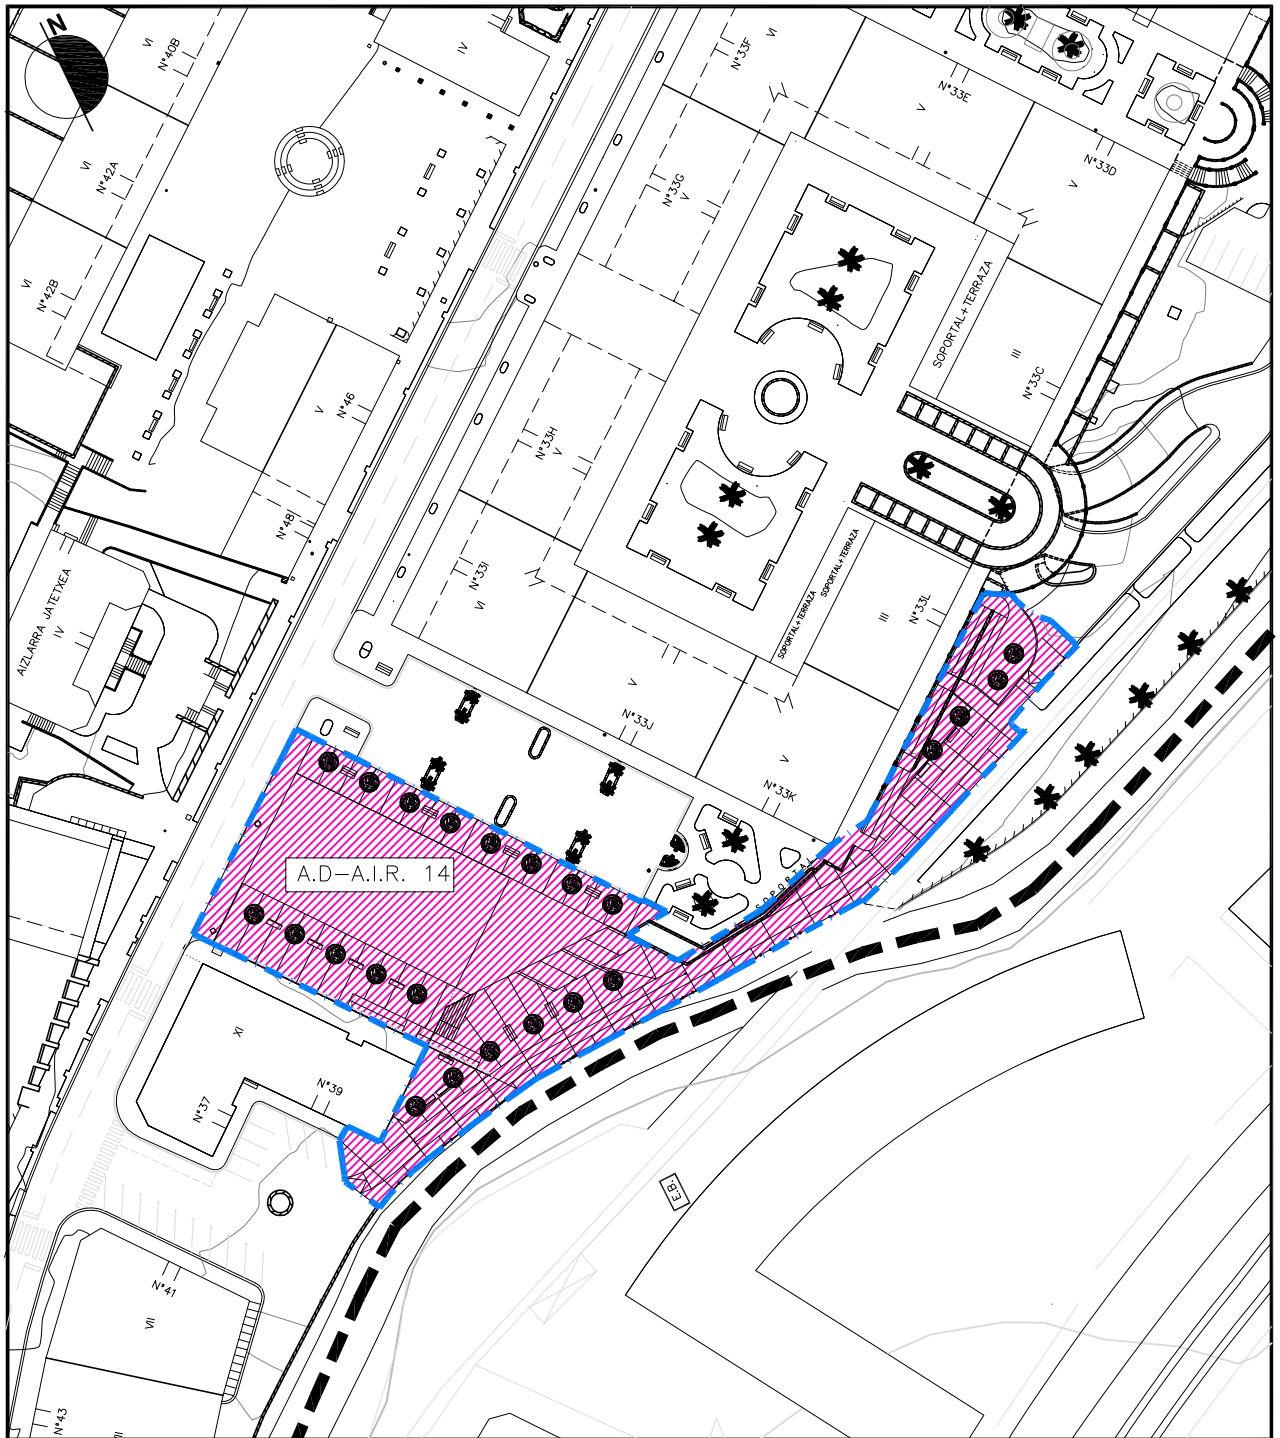 N
VI
N°40B
IV
N°33F
VI
N°33E
V
N°33D
V
VI
N°42A
N°33G
V
VI
N°42B
SOPORTAL+TERRAZA
III
N°33C
V
N°46
N°33H
V
N°48
SOPORTAL+TERRAZA
SOPORTAL+TERRAZA
N°33I
VI
AIZLARRA JATETXEA
IV
III
N°33L
V
N°33J
V
N°33K
A.D-A.I.R. 14
SOPORTAL
XI
N°37
N°39
E.B.
N°41
VII
N°43
VII